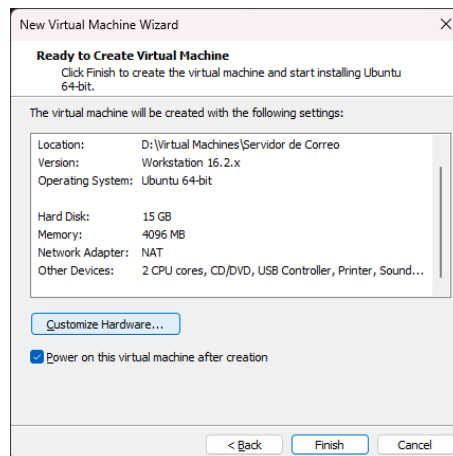 New Virtual Machine Wizard
Ready to Create Virtual Machine
Click Finish to create the virtual machine and start installing Ubuntu
64-bit.
The virtual machine will be created with the following settings:
Location: D:\Virtual Machines\Servidor de Correo
Version: Workstation 16.2.x
Operating System: Ubuntu 64-bit
Hard Disk: 15 GB
Memory: 4096 MB
Network Adapter: NAT
Other Devices: 2 CPU cores, CD/DVD, USB Controller, Printer, Sound...
Customize Hardware...
Power on this virtual machine after creation
< Back Finish Cancel